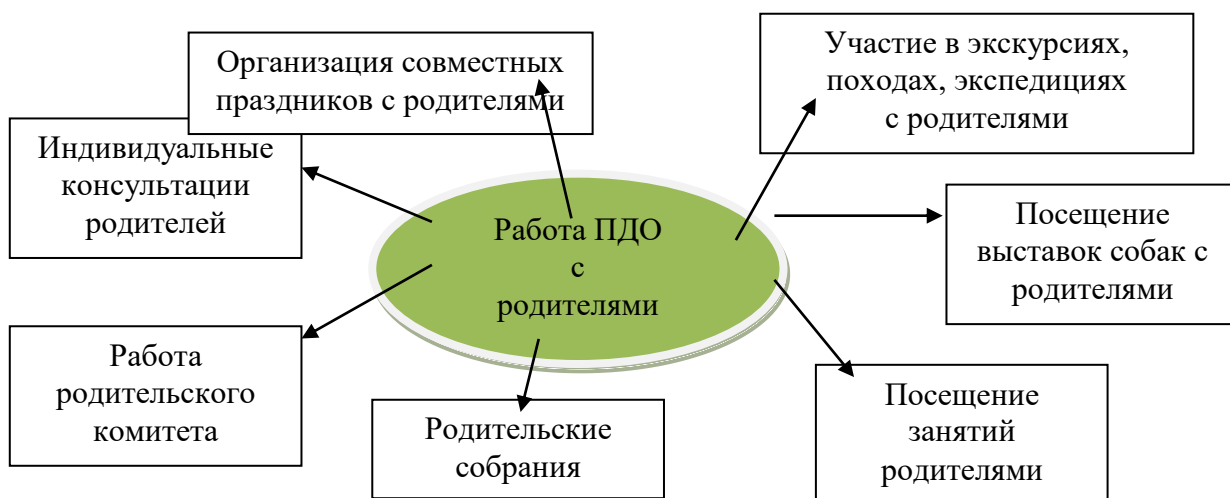 Организация совместных
праздников с родителями
Участие в экскурсиях,
походах, экспедициях
с родителями
Индивидуальные
консультации
родителей
Работа ПДО
с
родителями
Посещение
выставок собак с
родителями
Работа
родительского
комитета
Родительские
собрания
Посещение
занятий
родителями